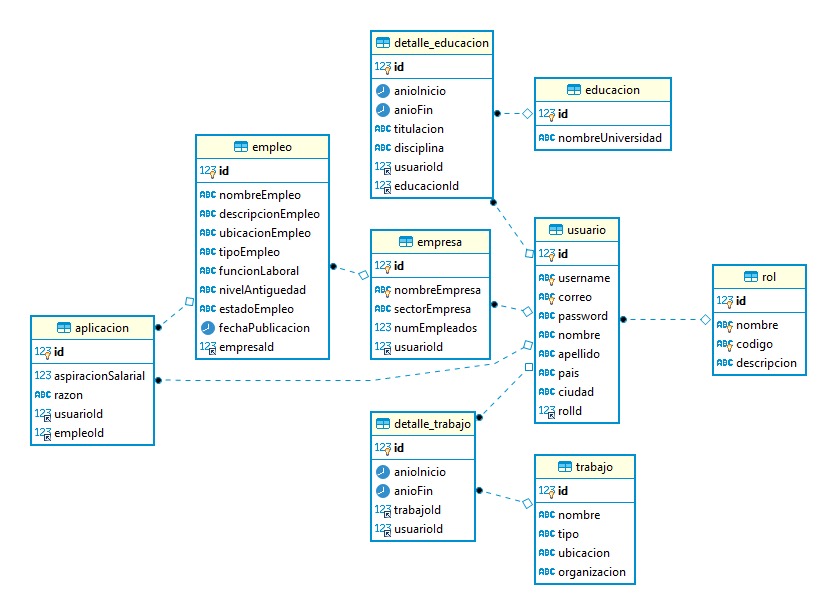 detalle_educacion
123 id
anioInicio
anioFin
ABC titulacion
ABC disciplina
123 usuarioId
123 educacionId
educacion
123 id
ABC nombreUniversidad
empleo
123 id
ABC nombreEmpleo
ABC descripcionEmpleo
ABC ubicacionEmpleo
ABC tipoEmpleo
ABC funcionLaboral
ABC nivelAntiguedad
ABC estadoEmpleo
fechaPublicacion
123 empresaId
empresa
123 id
ABC nombreEmpresa
ABC sectorEmpresa
123 numEmpleados
123 usuarioId
usuario
123 id
ABC username
ABC correo
ABC password
ABC nombre
ABC apellido
ABC pais
ABC ciudad
123 rolId
rol
123 id
ABC nombre
ABC codigo
ABC descripcion
aplicacion
123 id
123 aspiracionSalarial
ABC razon
123 usuarioId
123 empleoId
detalle_trabajo
123 id
anioInicio
anioFin
123 trabajoId
123 usuarioId
trabajo
123 id
ABC nombre
ABC tipo
ABC ubicacion
ABC organizacion